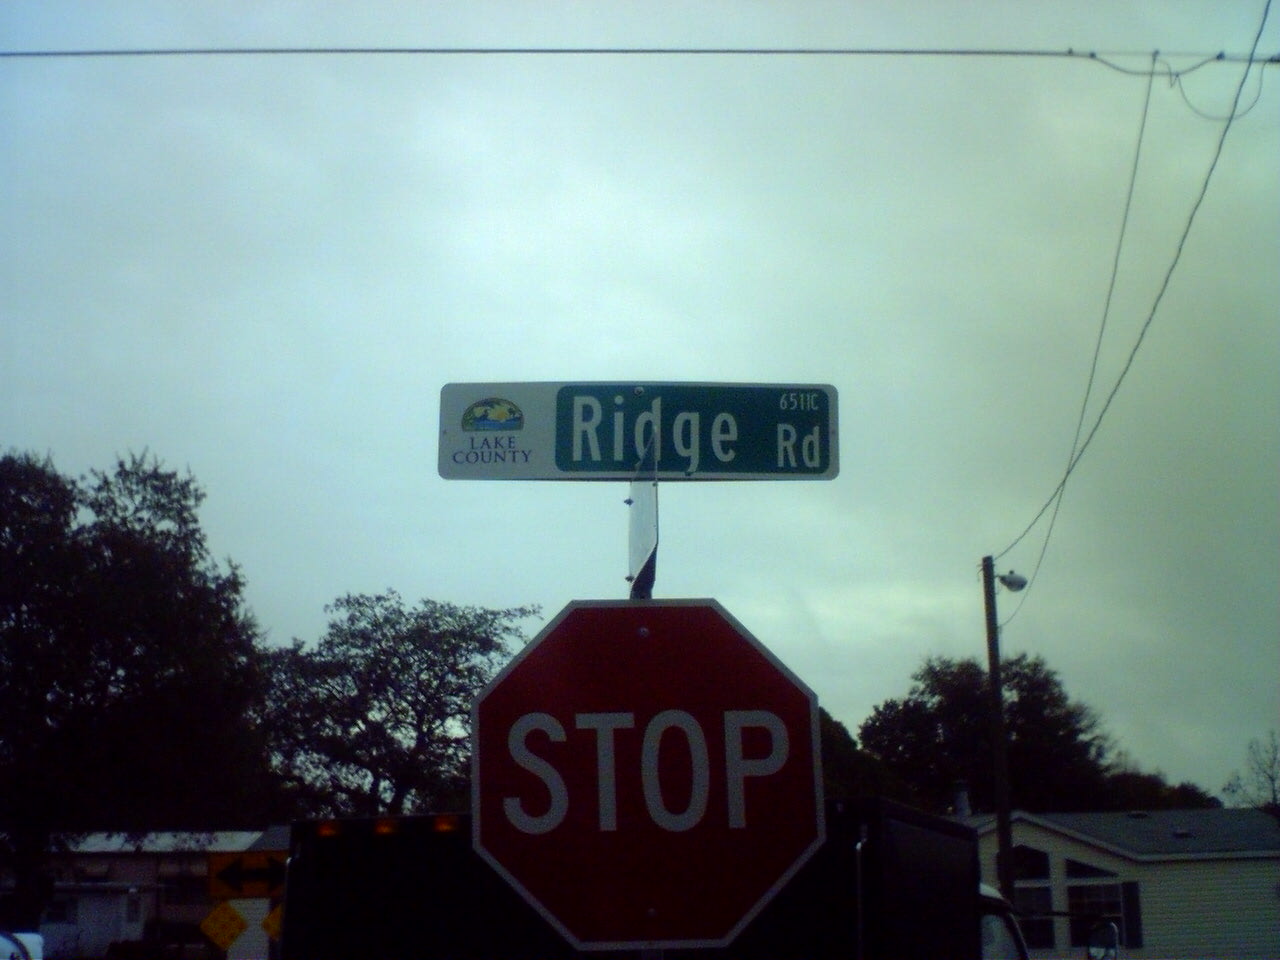 LAKE
COUNTY
Ridge Rd
6511C
STOP